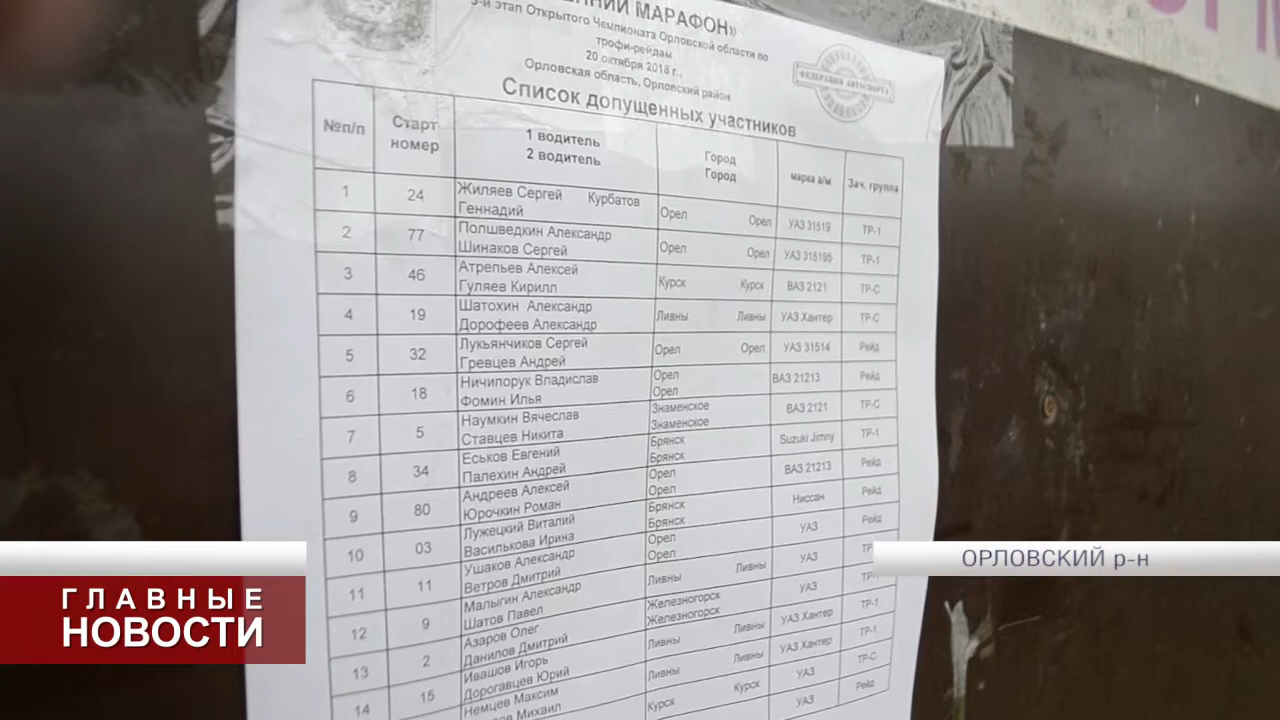 МАРАФОН»
3-й этап Открытого Чемпионата Орловской области по
трофи-рейдам
20 октября 2018 г.,
Орловская область, Орловский район
ФЕДЕРАЦИЯ АВТОСПОРТА
Список допущенных участников
№п/п Старт номер 1 водитель 2 водитель Город Город марка а/м Зач. группа
1 24 Жиляев Сергей Курбатов Геннадий Орел Орел УАЗ 31519 ТР-1
2 77 Полшведкин Александр Шинаков Сергей Орел Орел УАЗ 315195 ТР-1
3 46 Атрепьев Алексей Гуляев Кирилл Курск Курск ВАЗ 2121 ТР-С
4 19 Шатохин Александр Дорофеев Александр Ливны Ливны УАЗ Хантер ТР-С
5 32 Лукьянчиков Сергей Гревцев Андрей Орел Орел УАЗ 31514 Рейд
6 18 Ничипорук Владислав Фомин Илья Орел Орел ВАЗ 21213 Рейд
7 5 Наумкин Вячеслав Ставцев Никита Знаменское Знаменское ВАЗ 2121 ТР-С
8 34 Еськов Евгений Палехин Андрей Брянск Брянск Suzuki Jimny ТР-1
9 80 Андреев Алексей Юрочкин Роман Орел Орел ВАЗ 21213 Рейд
10 03 Лужецкий Виталий Василькова Ирина Брянск Брянск Ниссан Рейд
11 11 Ушаков Александр Ветров Дмитрий Орел Орел УАЗ Рейд
12 9 Малыгин Александр Шатов Павел Ливны Ливны УАЗ
13 2 Азаров Олег Данилов Дмитрий Железногорск Железногорск УАЗ
14 15 Ивашов Игорь Дорогавцев Юрий Ливны Ливны УАЗ Хантер ТР-1
Немцев Максим Михаил Ливны Ливны УАЗ Хантер ТР-1
Курск Курск УАЗ ТР-С
УАЗ Рейд
ОРЛОВСКИЙ р-н
ГЛАВНЫЕ
НОВОСТИ